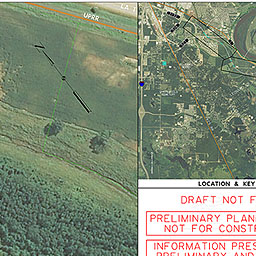 UPRR
LOCATION & KEY
DRAFT NOT F
PRELIMINARY PLAN
NOT FOR CONST
INFORMATION PRES
PRELIMINARY AND